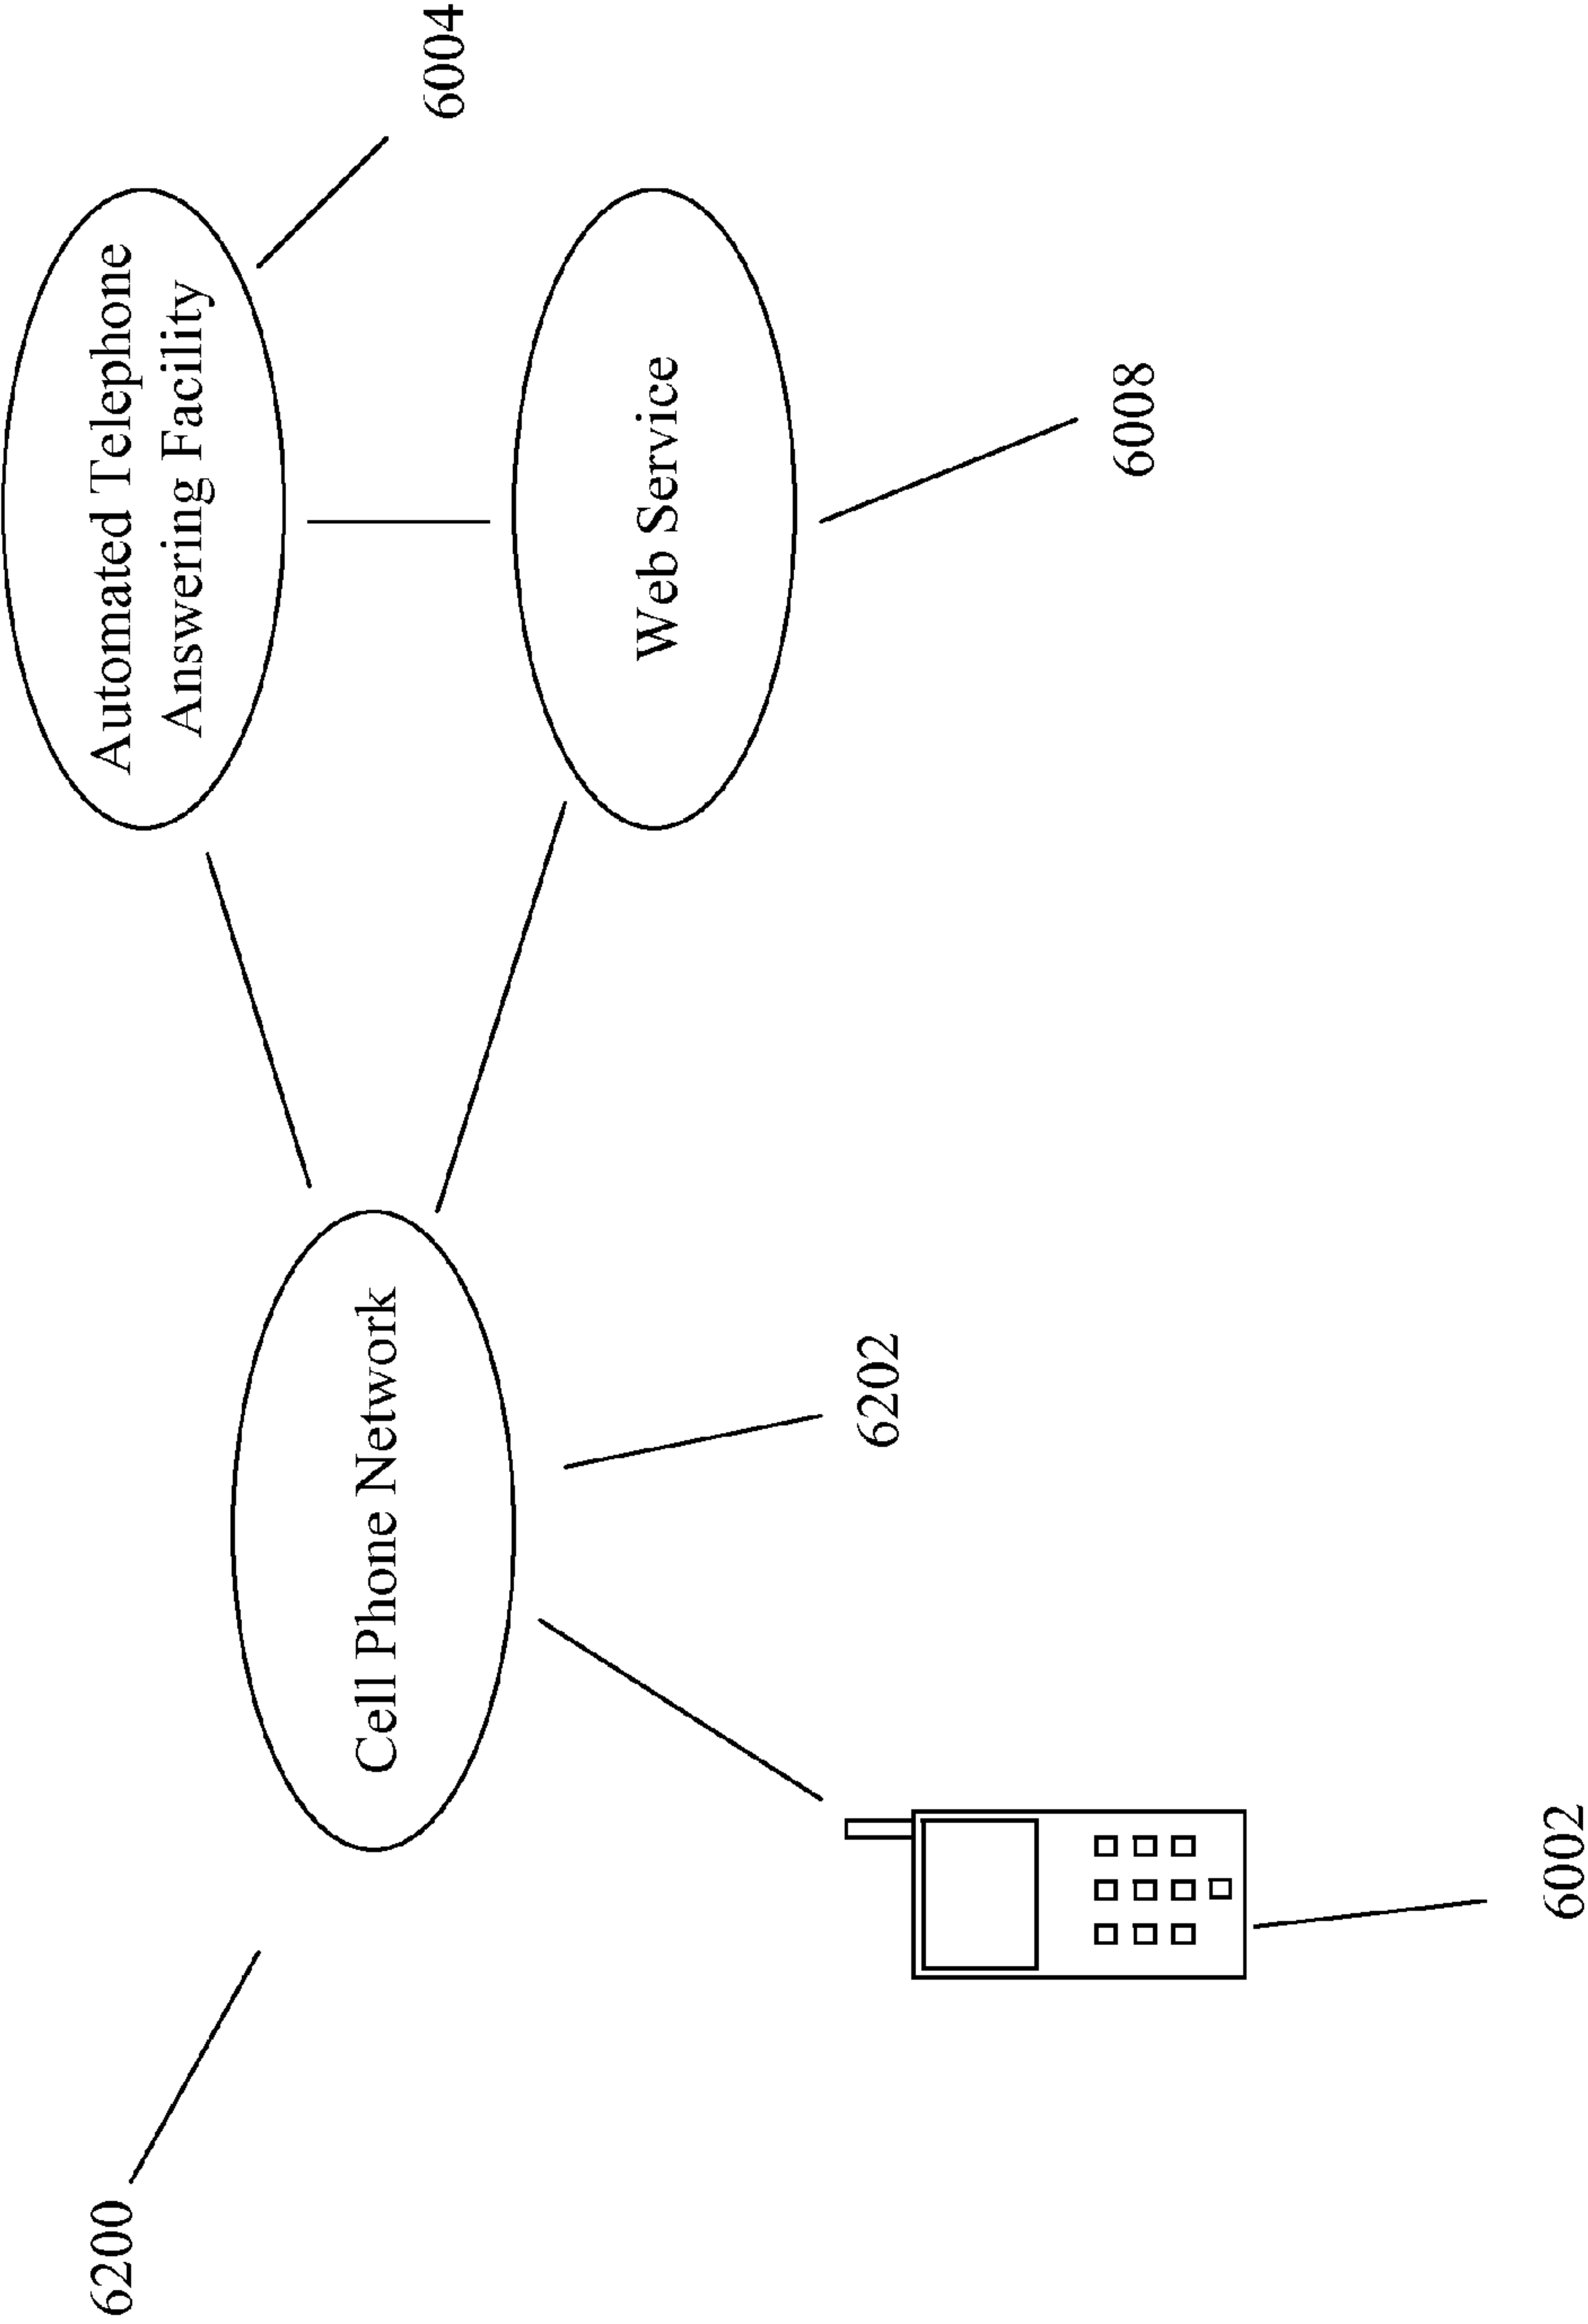 6200
Automated Telephone
Answering Facility
6004
Cell Phone Network
Web Service
6202
6008
6002